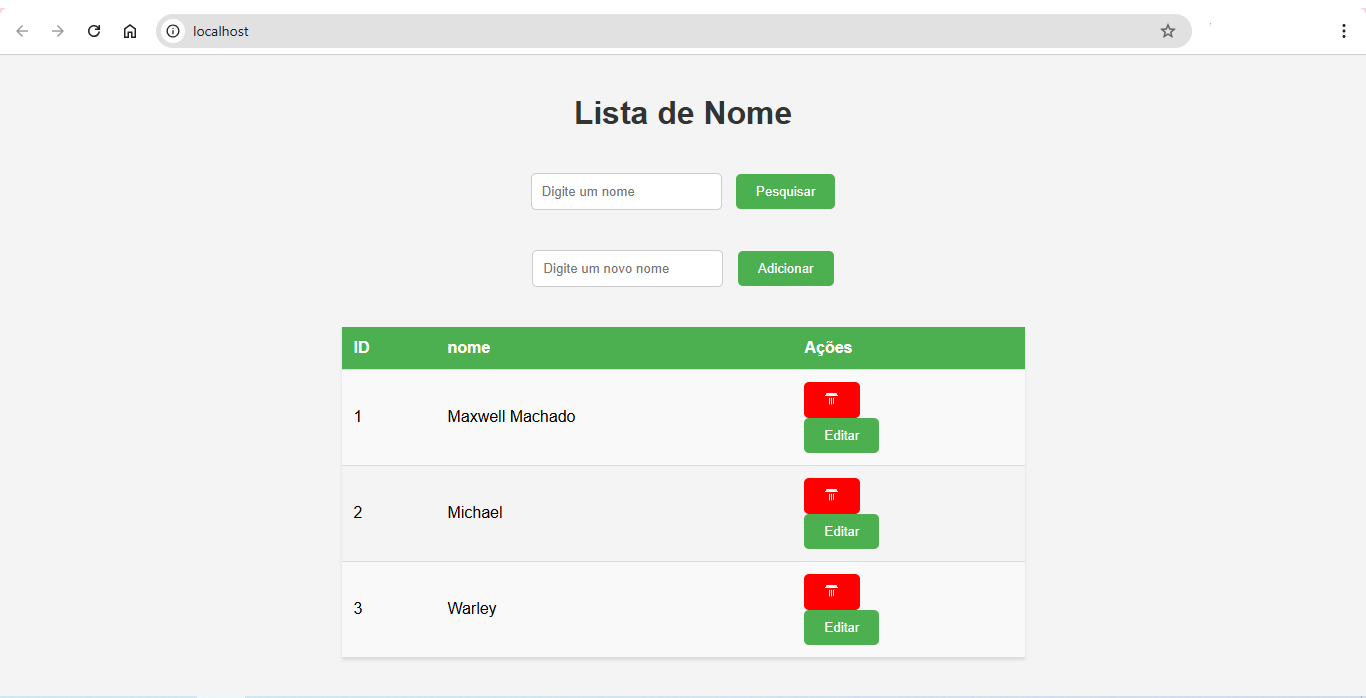 localhost
Lista de Nome
Digite um nome Pesquisar
Digite um novo nome Adicionar
ID nome Ações
1 Maxwell Machado
Editar
2 Michael
Editar
3 Warley
Editar